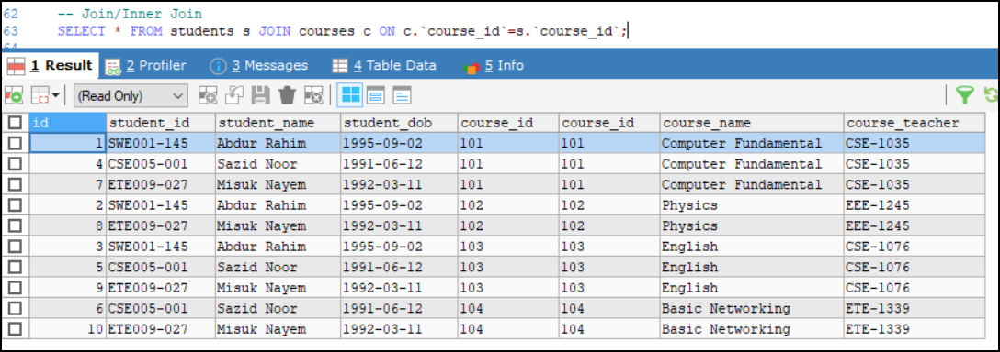 62 -- Join/Inner Join
63 SELECT * FROM students s JOIN courses c ON c.`course_id`=s.`course_id`;
64
1 Result 2 Profiler 3 Messages 4 Table Data 5 Info
(Read Only)
id student_id student_name student_dob course_id course_id course_name course_teacher
1 SWE001-145 Abdur Rahim 1995-09-02 101 101 Computer Fundamental CSE-1035
4 CSE005-001 Sazid Noor 1991-06-12 101 101 Computer Fundamental CSE-1035
7 ETE009-027 Misuk Nayem 1992-03-11 101 101 Computer Fundamental CSE-1035
2 SWE001-145 Abdur Rahim 1995-09-02 102 102 Physics EEE-1245
8 ETE009-027 Misuk Nayem 1992-03-11 102 102 Physics EEE-1245
3 SWE001-145 Abdur Rahim 1995-09-02 103 103 English CSE-1076
5 CSE005-001 Sazid Noor 1991-06-12 103 103 English CSE-1076
9 ETE009-027 Misuk Nayem 1992-03-11 103 103 English CSE-1076
6 CSE005-001 Sazid Noor 1991-06-12 104 104 Basic Networking ETE-1339
10 ETE009-027 Misuk Nayem 1992-03-11 104 104 Basic Networking ETE-1339